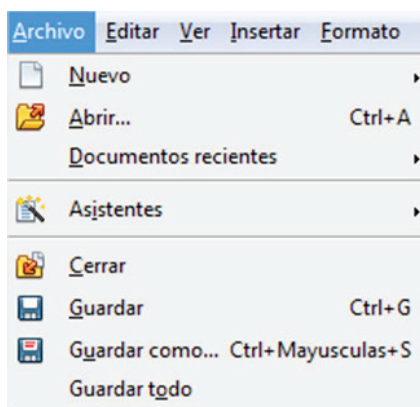 Archivo Editar Ver Insertar Formato
Nuevo
Abrir... Ctrl+A
Documentos recientes
Asistentes
Cerrar
Guardar Ctrl+G
Guardar como... Ctrl+Mayusculas+S
Guardar todo